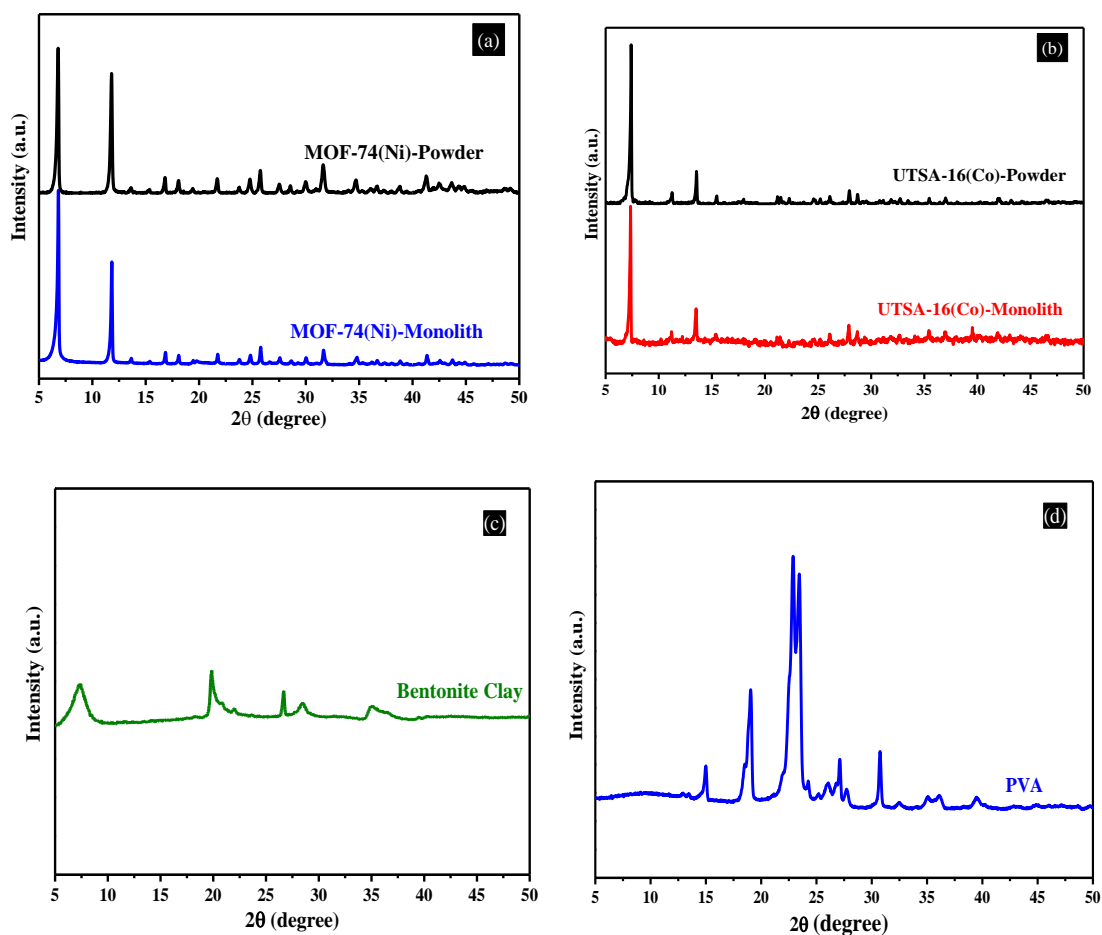 (a)
Intensity (a.u.)
MOF-74(Ni)-Powder
MOF-74(Ni)-Monolith
5 10 15 20 25 30 35 40 45 50
2θ (degree)
(b)
Intensity (a.u.)
UTSA-16(Co)-Powder
UTSA-16(Co)-Monolith
5 10 15 20 25 30 35 40 45 50
2θ (degree)
(c)
Intensity (a.u.)
Bentonite Clay
5 10 15 20 25 30 35 40 45 50
2θ (degree)
(d)
Intensity (a.u.)
PVA
5 10 15 20 25 30 35 40 45 50
2θ (degree)